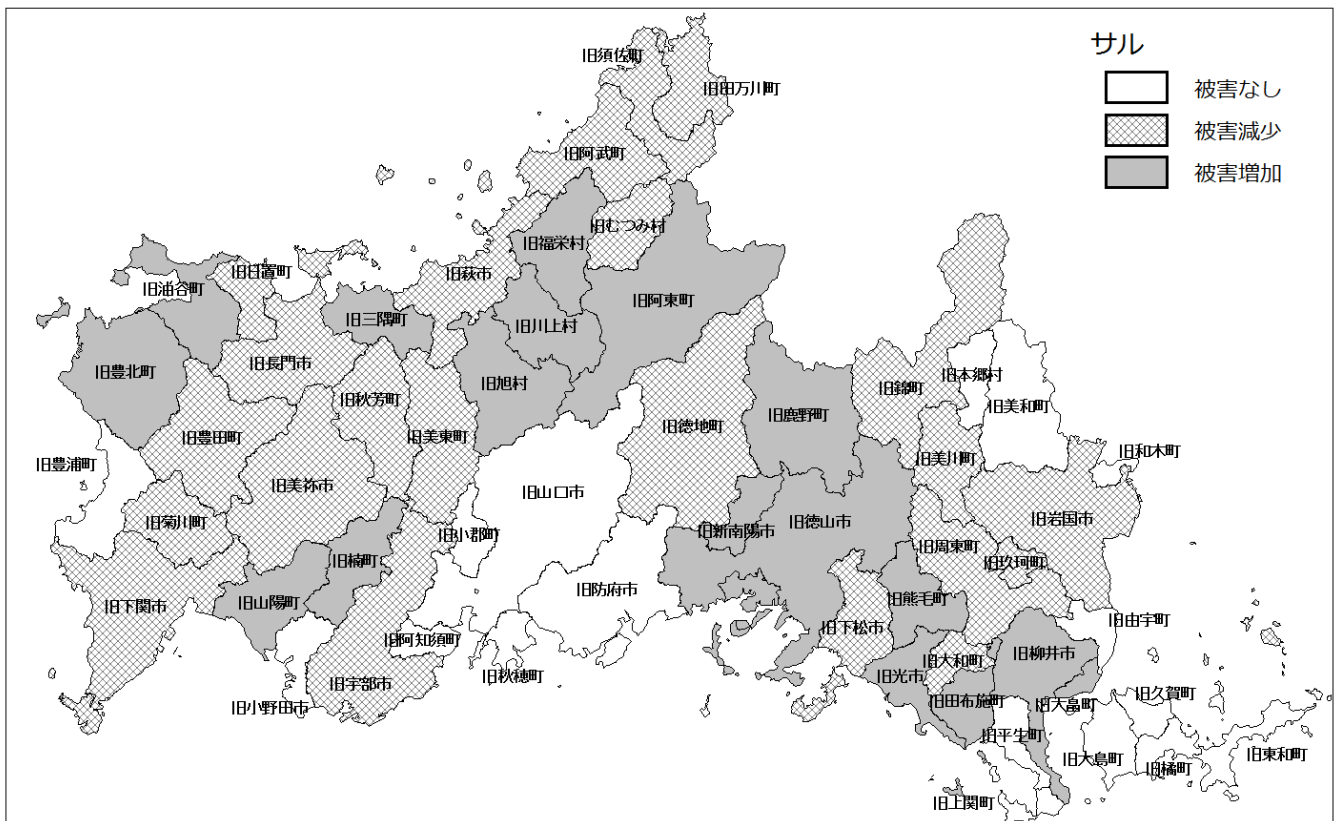 サル
被害なし
被害減少
被害増加
旧須佐町
旧田万川町
旧阿武町
旧むつみ村
旧福栄村
旧萩市
旧日置町
旧油谷町
旧三隅町
旧川上村
旧阿東町
旧長門市
旧豊北町
旧旭村
旧秋芳町
旧美東町
旧徳地町
旧鹿野町
旧錦町
旧本郷村
旧美和町
旧豊田町
旧豊浦町
旧美祢市
旧山口市
旧美川町
旧和木町
旧菊川町
旧小郡町
旧新南陽市
旧徳山市
旧岩国市
旧周東町
旧玖珂町
旧楠町
旧下関市
旧山陽町
旧防府市
旧熊毛町
旧由宇町
旧阿知須町
旧下松市
旧大和町
旧柳井市
旧秋穂町
旧宇部市
旧光市
旧小野田市
旧田布施町
旧大畠町
旧久賀町
旧平生町
旧大島町
旧橘町
旧東和町
旧上関町